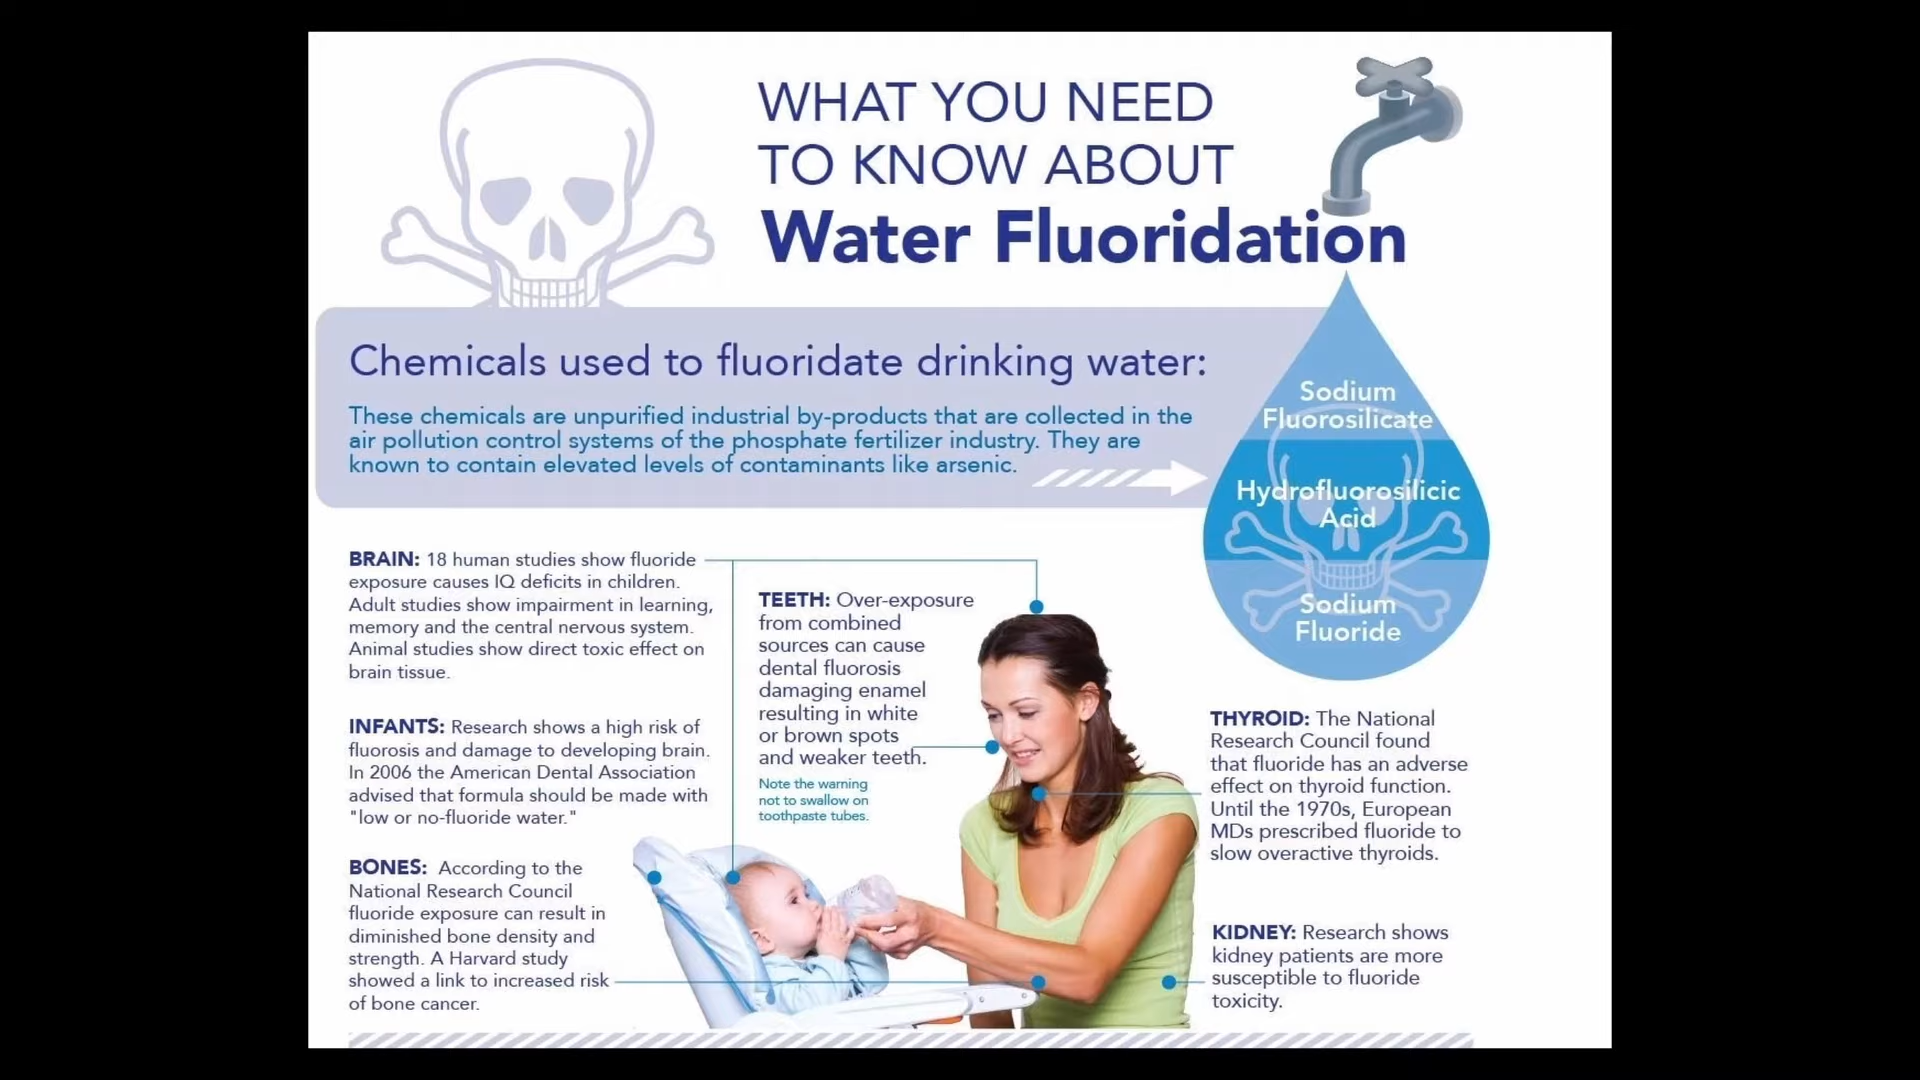 WHAT YOU NEED
TO KNOW ABOUT
Water Fluoridation
Chemicals used to fluoridate drinking water:
These chemicals are unpurified industrial by-products that are collected in the
air pollution control systems of the phosphate fertilizer industry. They are
known to contain elevated levels of contaminants like arsenic.
Sodium
Fluorosilicate
Hydrofluorosilicic
Acid
Sodium
Fluoride
BRAIN: 18 human studies show fluoride
exposure causes IQ deficits in children.
Adult studies show impairment in learning,
memory and the central nervous system.
Animal studies show direct toxic effect on
brain tissue.
INFANTS: Research shows a high risk of
fluorosis and damage to developing brain.
In 2006 the American Dental Association
advised that formula should be made with
"low or no-fluoride water."
BONES: According to the
National Research Council
fluoride exposure can result in
diminished bone density and
strength. A Harvard study
showed a link to increased risk
of bone cancer.
TEETH: Over-exposure
from combined
sources can cause
dental fluorosis
damaging enamel
resulting in white
or brown spots
and weaker teeth.
Note the warning
not to swallow on
toothpaste tubes.
THYROID: The National
Research Council found
that fluoride has an adverse
effect on thyroid function.
Until the 1970s, European
MDs prescribed fluoride to
slow overactive thyroids.
KIDNEY: Research shows
kidney patients are more
susceptible to fluoride
toxicity.